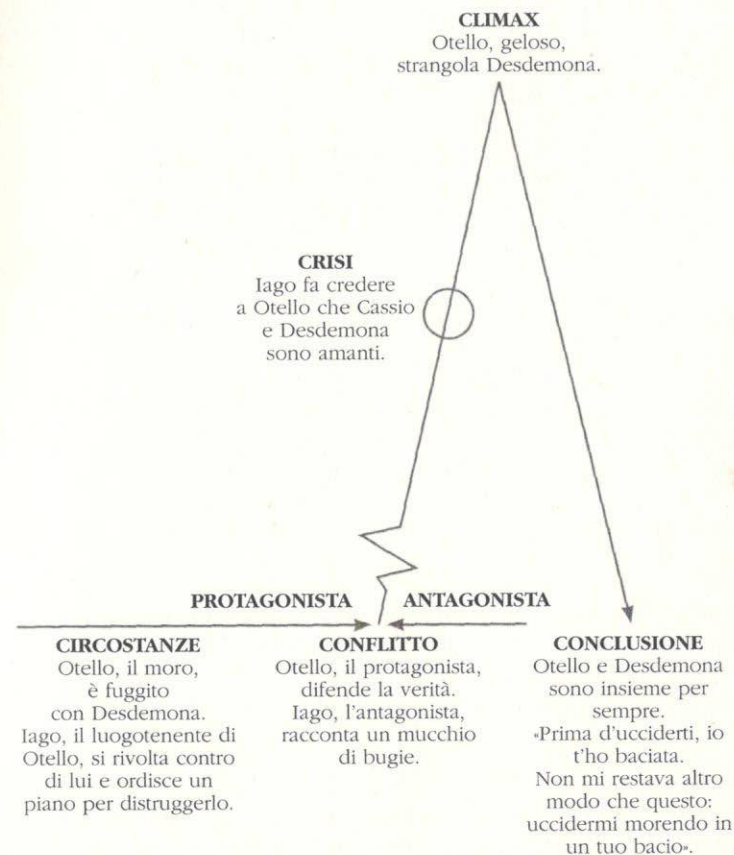 CLIMAX
Otello, geloso,
strangola Desdemona.
CRISI
Iago fa credere
a Otello che Cassio
e Desdemona
sono amanti.
PROTAGONISTA
ANTAGONISTA
CIRCOSTANZE
Otello, il moro,
è fuggito
con Desdemona.
Iago, il luogotenente di
Otello, si rivolta contro
di lui e ordisce un
piano per distruggerlo.
CONFLITTO
Otello, il protagonista,
difende la verità.
Iago, l'antagonista,
racconta un mucchio
di bugie.
CONCLUSIONE
Otello e Desdemona
sono insieme per
sempre.
«Prima d'ucciderti, io
t'ho baciata.
Non mi restava altro
modo che questo:
uccidermi morendo in
un tuo bacio».